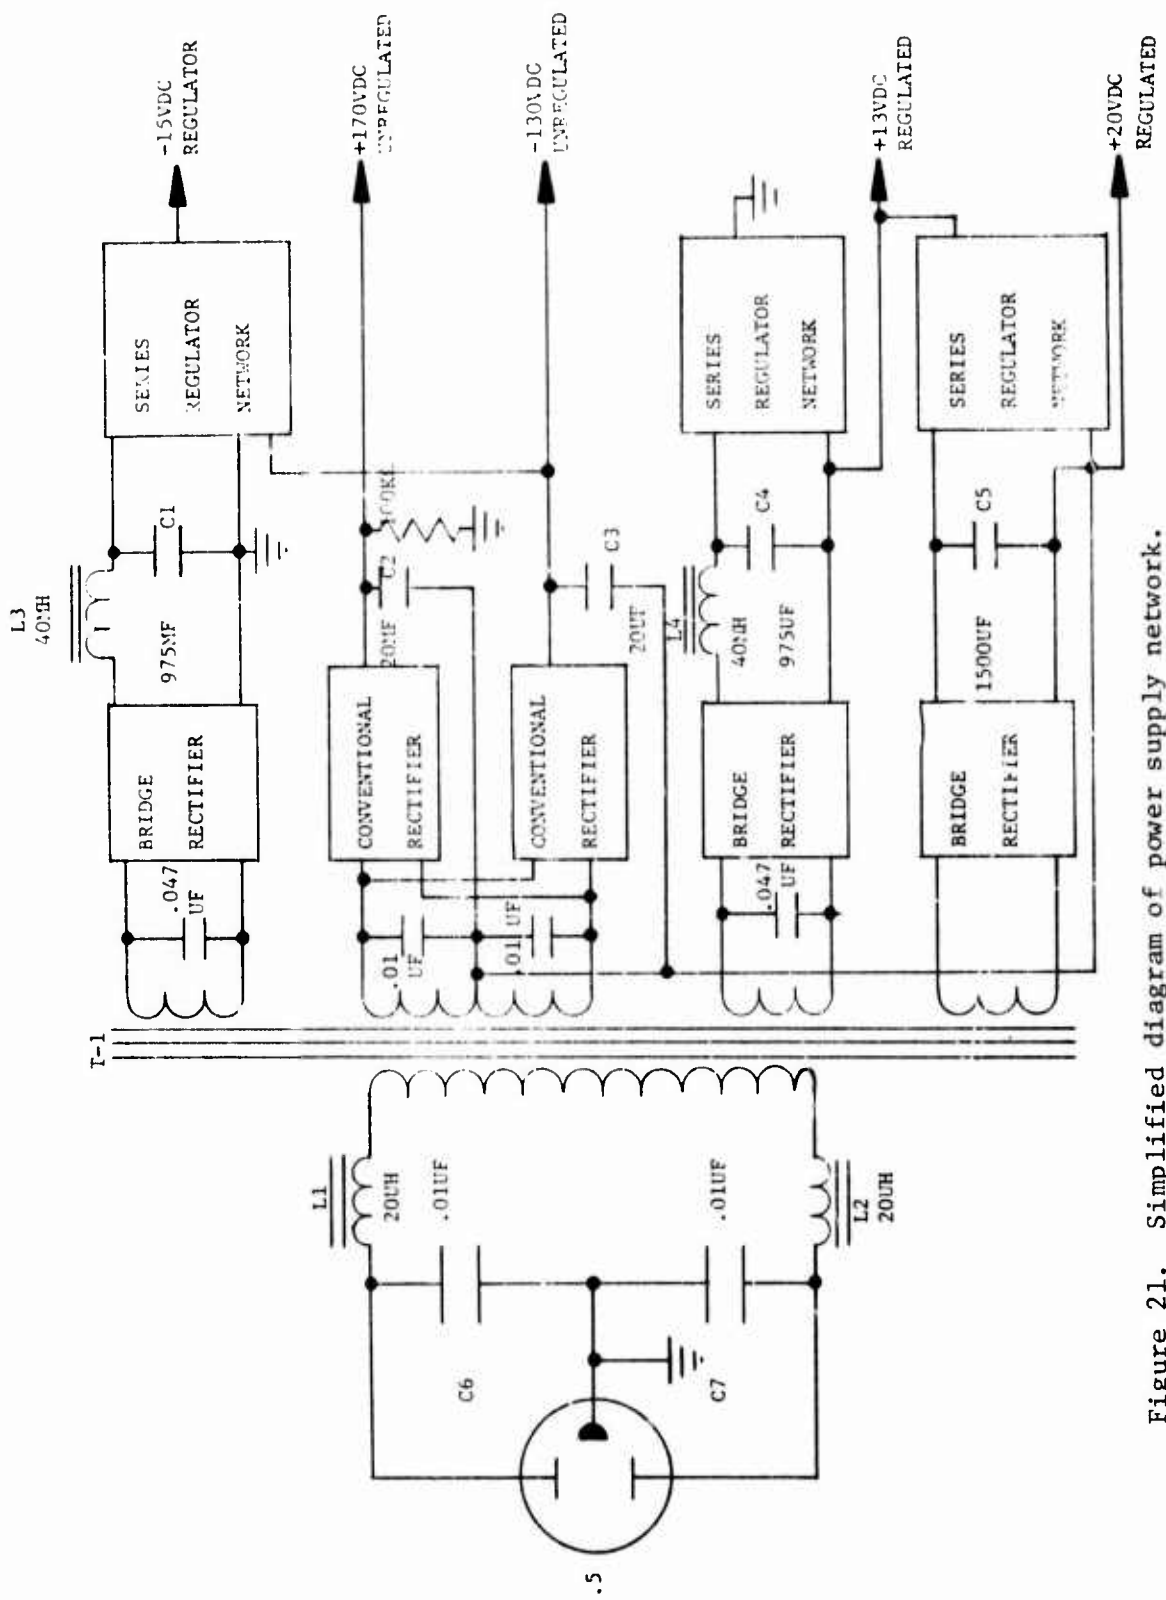 L3
40MH
T-1
.047
UF
BRIDGE
RECTIFIER
975MF
C1
SERIES
REGULATOR
NETWORK
-15VDC
REGULATOR
.01
UF
.01
UF
CONVENTIONAL
RECTIFIER
CONVENTIONAL
RECTIFIER
20MF
C2
C3
+170VDC
UNREGULATED
-130VDC
UNREGULATED
L1
20UH
.01UF
.01UF
L2
20UH
C6
C7
.5
.047
UF
BRIDGE
RECTIFIER
L4
40MH
975UF
C4
SERIES
REGULATOR
NETWORK
+13VDC
REGULATED
BRIDGE
RECTIFIER
1500UF
C5
SERIES
REGULATOR
NETWORK
+20VDC
REGULATED
Figure 21. Simplified diagram of power supply network.